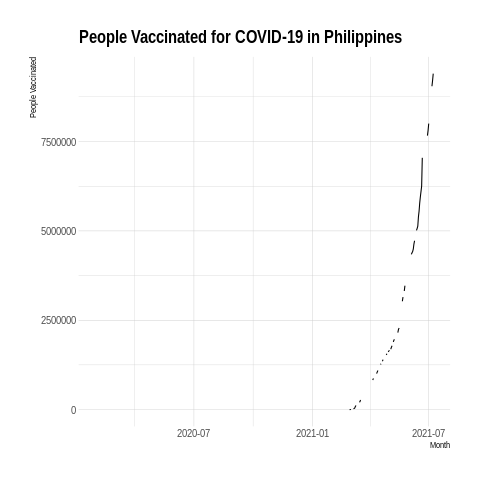 People Vaccinated for COVID-19 in Philippines
People Vaccinated
7500000
5000000
2500000
0
2020-07
2021-01
2021-07
Month